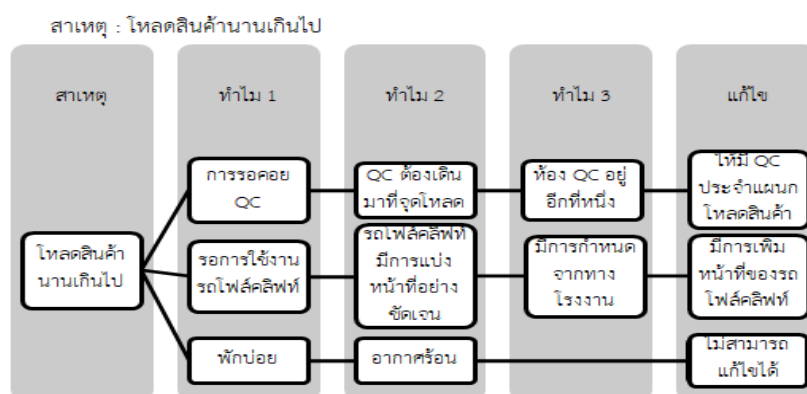 สาเหตุ : โหลดสินค้านานเกินไป
สาเหตุ
ทำไม 1
ทำไม 2
ทำไม 3
แก้ไข
โหลดสินค้า
นานเกินไป
การรอคอย
QC
QC ต้องเดิน
มาที่จุดโหลด
ห้อง QC อยู่
อีกที่หนึ่ง
ให้มี QC
ประจำแผนก
โหลดสินค้า
รอการใช้งาน
รถโฟล์คลิฟท์
รถโฟล์คลิฟท์
มีการแบ่ง
หน้าที่อย่าง
ชัดเจน
มีการกำหนด
จากทาง
โรงงาน
มีการเพิ่ม
หน้าที่ของรถ
โฟล์คลิฟท์
พักบ่อย
อากาศร้อน
ไม่สามารถ
แก้ไขได้